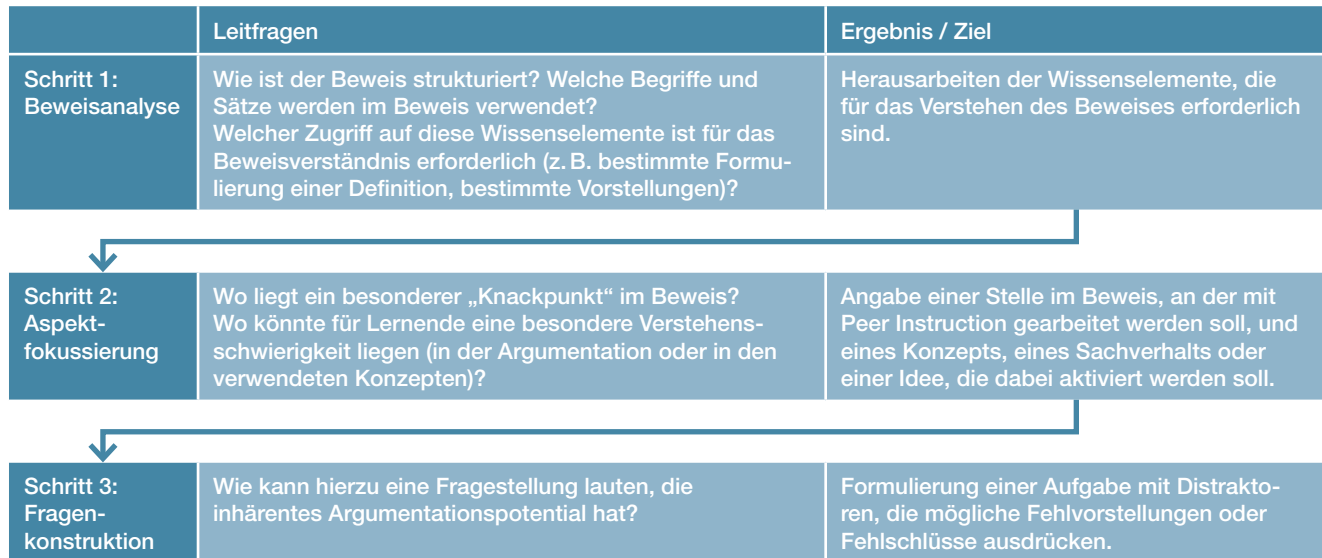 Leitfragen
Ergebnis / Ziel
Schritt 1:
Beweisanalyse
Wie ist der Beweis strukturiert? Welche Begriffe und
Sätze werden im Beweis verwendet?
Welcher Zugriff auf diese Wissenselemente ist für das
Beweisverständnis erforderlich (z. B. bestimmte Formu-
lierung einer Definition, bestimmte Vorstellungen)?
Herausarbeiten der Wissenselemente, die
für das Verstehen des Beweises erforderlich
sind.
Schritt 2:
Aspekt-
fokussierung
Wo liegt ein besonderer „Knackpunkt“ im Beweis?
Wo könnte für Lernende eine besondere Verstehens-
schwierigkeit liegen (in der Argumentation oder in den
verwendeten Konzepten)?
Angabe einer Stelle im Beweis, an der mit
Peer Instruction gearbeitet werden soll, und
eines Konzepts, eines Sachverhalts oder
einer Idee, die dabei aktiviert werden soll.
Schritt 3:
Fragen-
konstruktion
Wie kann hierzu eine Fragestellung lauten, die
inhärentes Argumentationspotential hat?
Formulierung einer Aufgabe mit Distrakto-
ren, die mögliche Fehlvorstellungen oder
Fehlschlüsse ausdrücken.